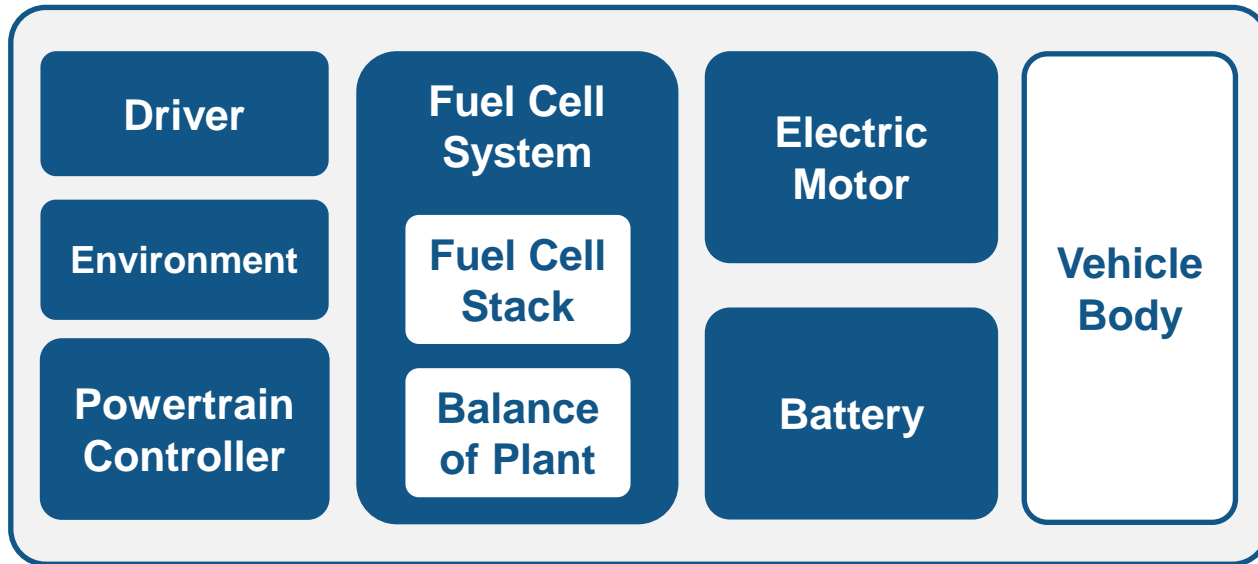 Driver
Environment
Powertrain
Controller
Fuel Cell
System
Fuel Cell
Stack
Balance
of Plant
Electric
Motor
Battery
Vehicle
Body